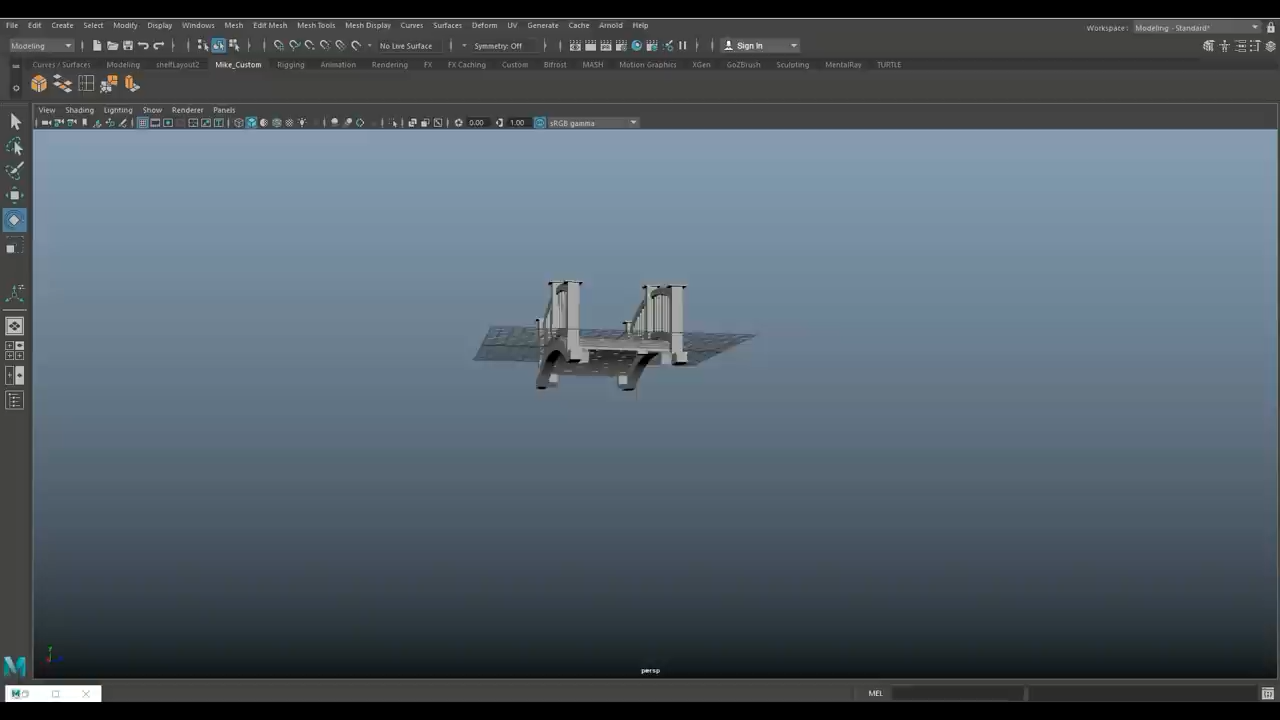 File Edit Create Select Modify Display Windows Mesh Edit Mesh Mesh Tools Mesh Display Curves Surfaces Deform UV Generate Cache Arnold Help
Workspace: Modeling - Standard*
Modeling No Live Surface Symmetry: Off Sign In
Curves / Surfaces Modeling shelfLayout2 Mike_Custom Rigging Animation Rendering FX FX Caching Custom Bifrost MASH Motion Graphics XGen GoZBrush Sculpting MentalRay TURTLE
View Shading Lighting Show Renderer Panels
0.00 1.00 sRGB gamma
persp
MEL